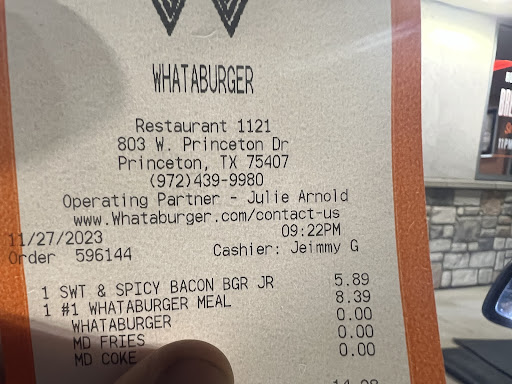 WHATABURGER
Restaurant 1121
803 W. Princeton Dr
Princeton, TX 75407
(972)439-9980
Operating Partner - Julie Arnold
www.Whataburger.com/contact-us
11/27/2023 09:22PM
Order 596144 Cashier: Jeimmy G
1 SWT & SPICY BACON BGR JR 5.89
1 #1 WHATABURGER MEAL 8.39
WHATABURGER 0.00
MD FRIES 0.00
MD COKE 0.00